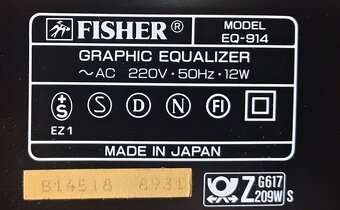 FISHER®
MODEL
EQ-914
GRAPHIC EQUALIZER
~AC 220V · 50Hz · 12W
+S S D N FI
EZ1
MADE IN JAPAN
B14518 8931
Z G617
209W S